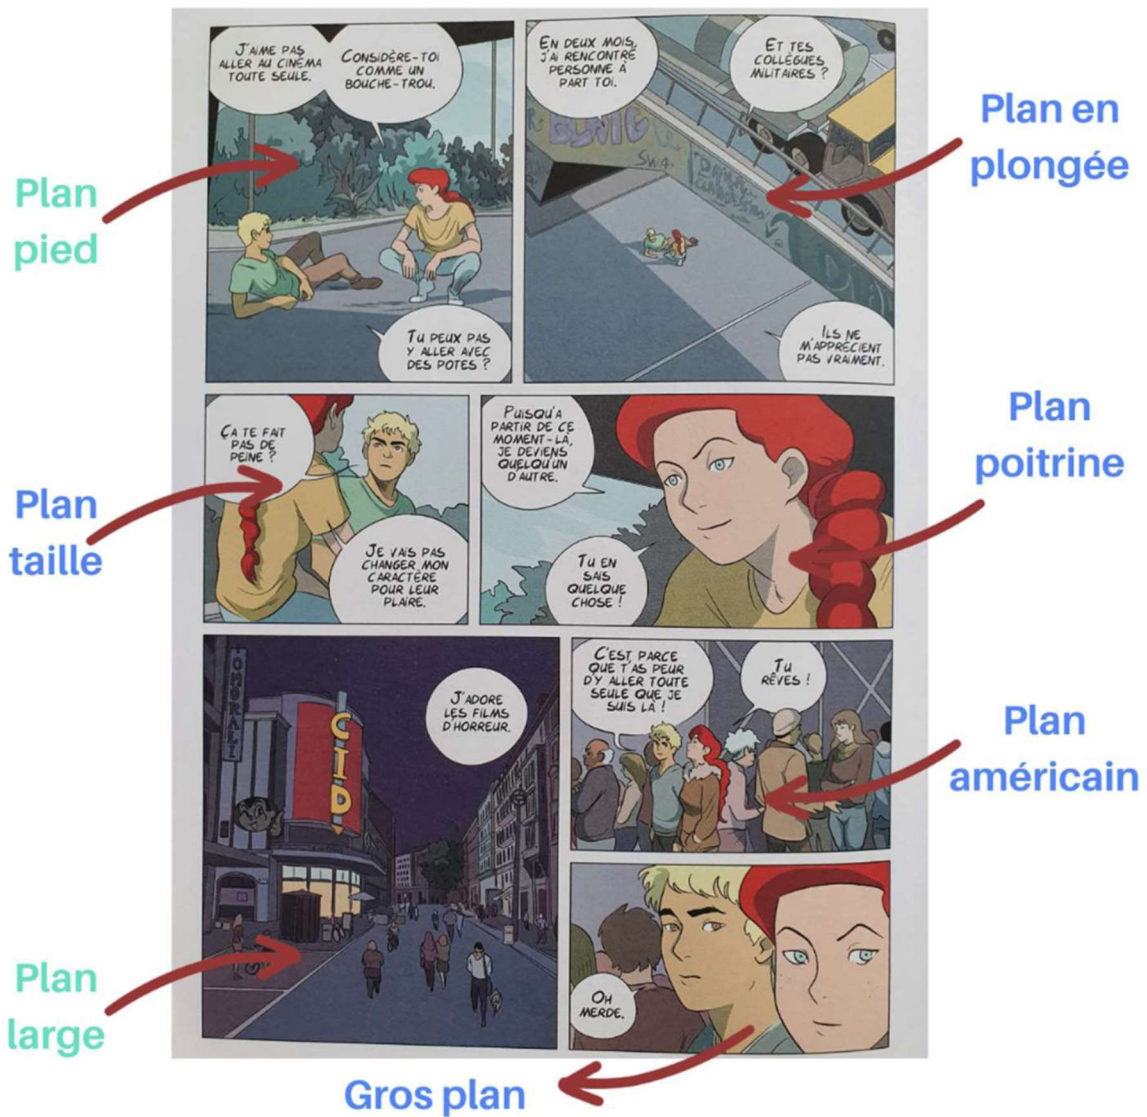 J'AIME PAS
ALLER AU CINÉMA
TOUTE SEULE.
CONSIDÈRE-TOI
COMME UN
BOUCHE-TROU.
TU PEUX PAS
Y ALLER AVEC
DES POTES ?
Plan
pied
EN DEUX MOIS,
J'AI RENCONTRÉ
PERSONNE À
PART TOI.
ET TES
COLLÈGUES
MILITAIRES ?
SWA
ILS NE
M'APPRÉCIENT
PAS VRAIMENT.
Plan en
plongée
ÇA TE FAIT
PAS DE
PEINE ?
JE VAIS PAS
CHANGER MON
CARACTÈRE
POUR LEUR
PLAIRE.
Plan
taille
PUISQU'À
PARTIR DE CE
MOMENT-LÀ,
JE DEVIENS
QUELQU'UN
D'AUTRE.
TU EN
SAIS
QUELQUE
CHOSE !
Plan
poitrine
J'ADORE
LES FILMS
D'HORREUR.
CID
Plan
large
C'EST PARCE
QUE T'AS PEUR
D'Y ALLER TOUTE
SEULE QUE JE
SUIS LÀ !
TU
RÊVES !
Plan
américain
OH
MERDE.
Gros plan